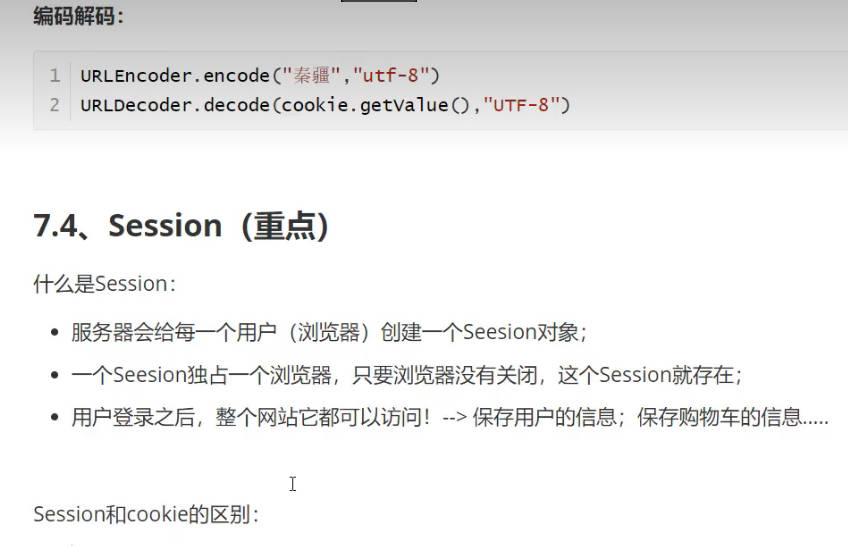 编码解码：
1 URLEncoder.encode("秦疆","utf-8")
2 URLDecoder.decode(cookie.getValue(),"UTF-8")
7.4、Session（重点）
什么是Session：
• 服务器会给每一个用户（浏览器）创建一个Seesion对象；
• 一个Seesion独占一个浏览器，只要浏览器没有关闭，这个Session就存在；
• 用户登录之后，整个网站它都可以访问！--> 保存用户的信息；保存购物车的信息.....
Session和cookie的区别：